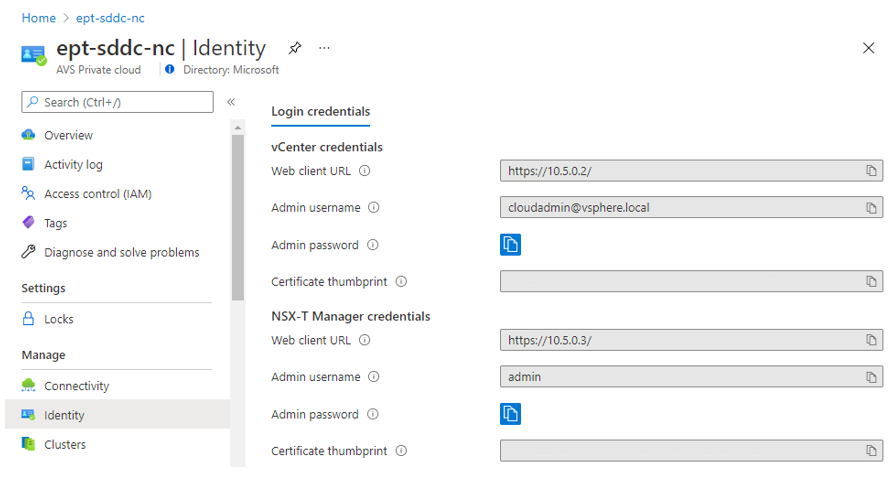 Home > ept-sddc-nc
ept-sddc-nc | Identity ...
AVS Private cloud Directory: Microsoft
Search (Ctrl+/) «
Overview
Activity log
Access control (IAM)
Tags
Diagnose and solve problems
Settings
Locks
Manage
Connectivity
Identity
Clusters
Login credentials
vCenter credentials
Web client URL https://10.5.0.2/
Admin username cloudadmin@vsphere.local
Admin password
Certificate thumbprint
NSX-T Manager credentials
Web client URL https://10.5.0.3/
Admin username admin
Admin password
Certificate thumbprint